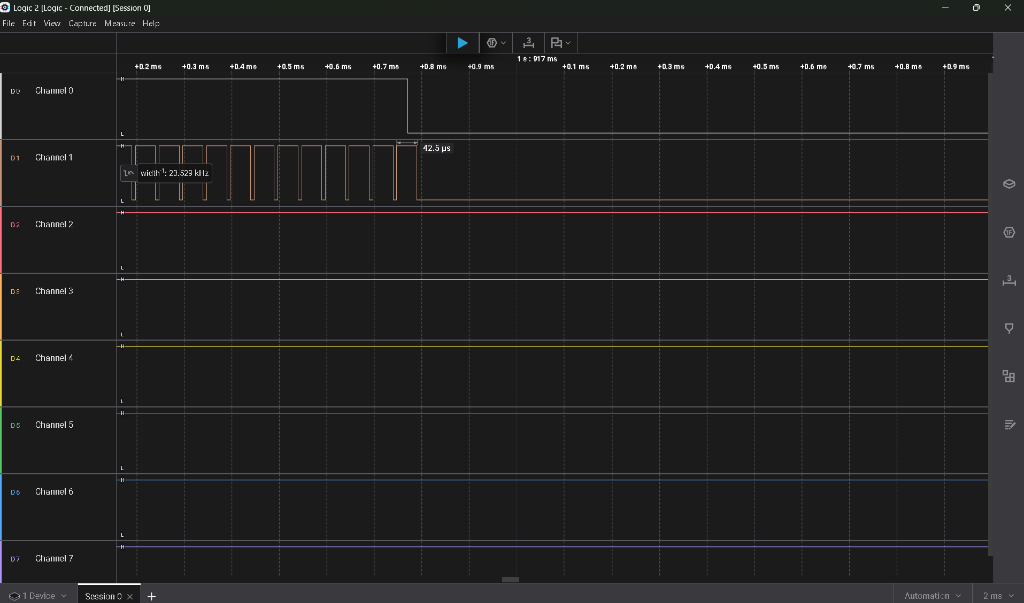 Logic 2 [Logic - Connected] [Session 0]
File Edit View Capture Measure Help
3
1 s : 917 ms
+0.2 ms +0.3 ms +0.4 ms +0.5 ms +0.6 ms +0.7 ms +0.8 ms +0.9 ms +0.1 ms +0.2 ms +0.3 ms +0.4 ms +0.5 ms +0.6 ms +0.7 ms +0.8 ms +0.9 ms
H
D0 Channel 0
L
H
42.5 µs
D1 Channel 1
width⁻¹: 23.529 kHz
L
H
D2 Channel 2
L
H
3
D3 Channel 3
L
H
D4 Channel 4
L
H
D5 Channel 5
L
H
D6 Channel 6
L
H
D7 Channel 7
1 Device Session 0 × + Automation 2 ms